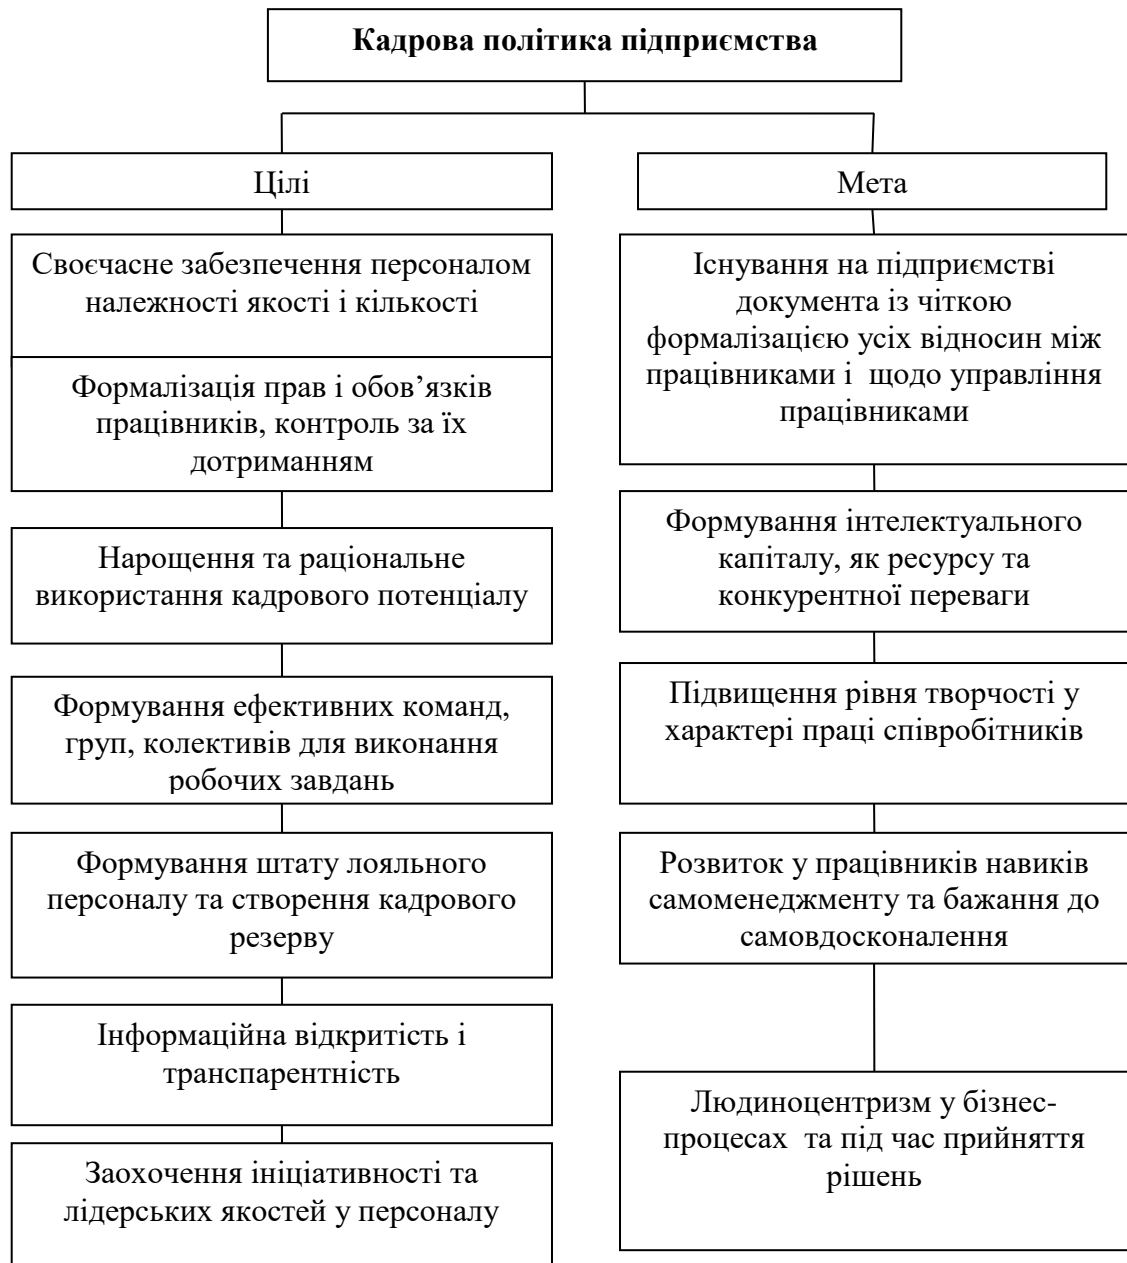 Кадрова політика підприємства
Цілі
Своєчасне забезпечення персоналом
належності якості і кількості
Формалізація прав і обов’язків
працівників, контроль за їх
дотриманням
Нарощення та раціональне
використання кадрового потенціалу
Формування ефективних команд,
груп, колективів для виконання
робочих завдань
Формування штату лояльного
персоналу та створення кадрового
резерву
Інформаційна відкритість і
транспарентність
Заохочення ініціативності та
лідерських якостей у персоналу
Мета
Існування на підприємстві
документа із чіткою
формалізацією усіх відносин між
працівниками і  щодо управління
працівниками
Формування інтелектуального
капіталу, як ресурсу та
конкурентної переваги
Підвищення рівня творчості у
характері праці співробітників
Розвиток у працівників навиків
самоменеджменту та бажання до
самовдосконалення
Людиноцентризм у бізнес-
процесах  та під час прийняття
рішень